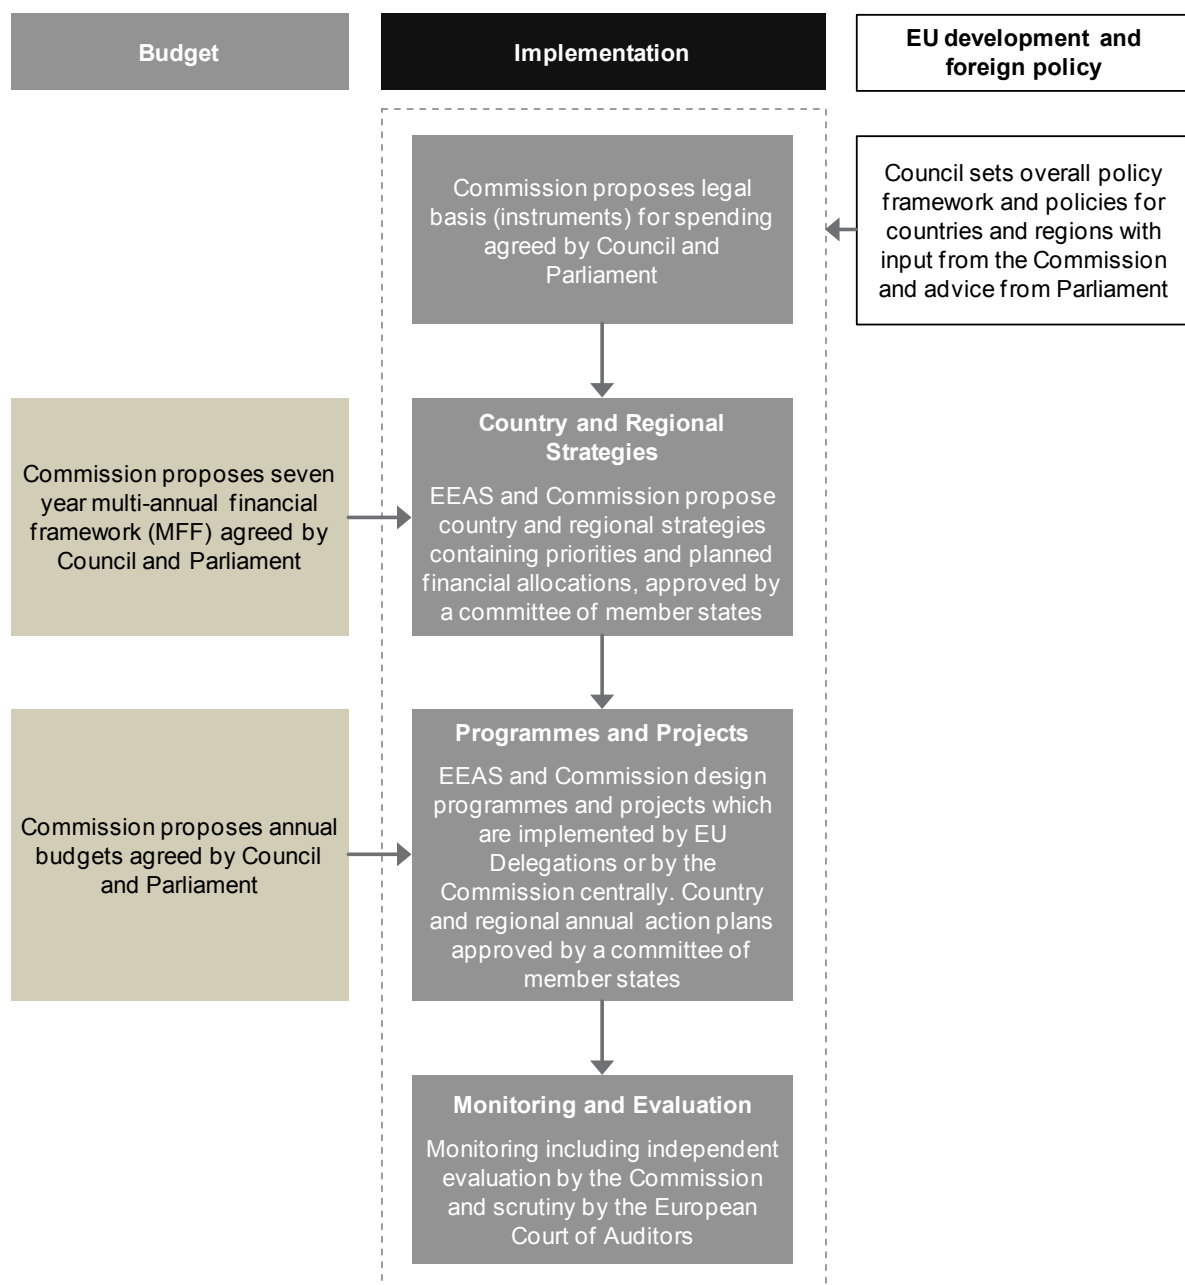 Budget
Implementation
EU development and
foreign policy
Commission proposes legal
basis (instruments) for spending
agreed by Council and
Parliament
Council sets overall policy
framework and policies for
countries and regions with
input from the Commission
and advice from Parliament
Commission proposes seven
year multi-annual financial
framework (MFF) agreed by
Council and Parliament
Country and Regional
Strategies
EEAS and Commission propose
country and regional strategies
containing priorities and planned
financial allocations, approved by
a committee of member states
Commission proposes annual
budgets agreed by Council
and Parliament
Programmes and Projects
EEAS and Commission design
programmes and projects which
are implemented by EU
Delegations or by the
Commission centrally. Country
and regional annual action plans
approved by a committee of
member states
Monitoring and Evaluation
Monitoring including independent
evaluation by the Commission
and scrutiny by the European
Court of Auditors